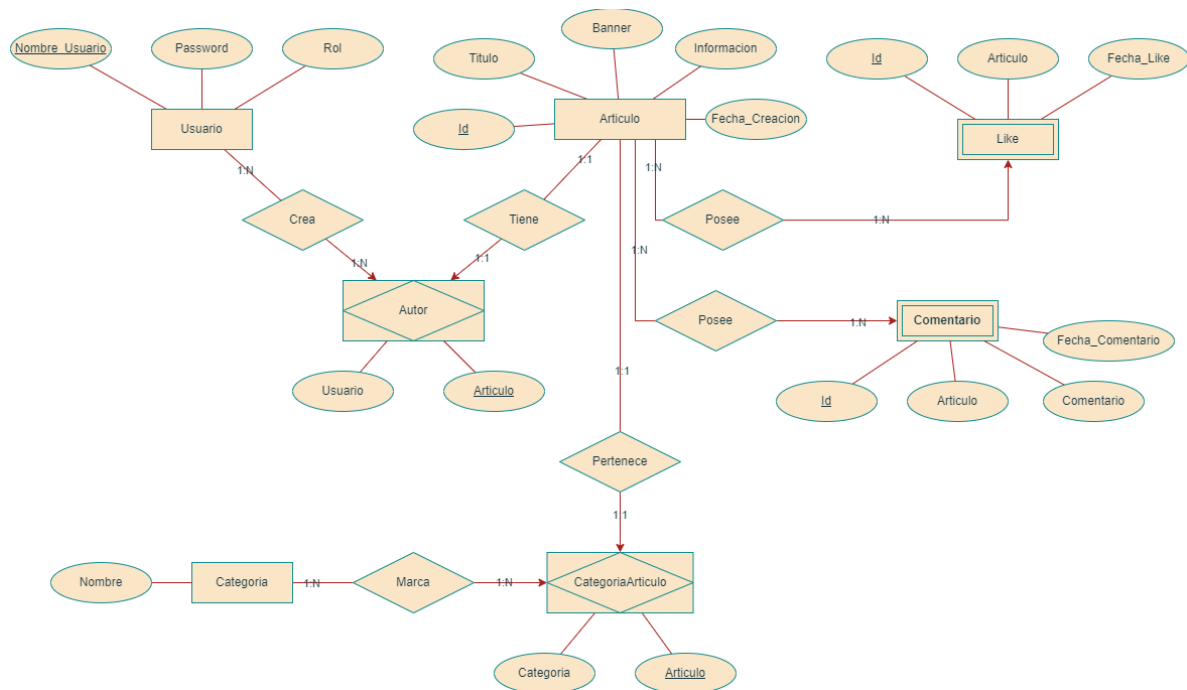 Banner
Nombre_Usuario
Password
Rol
Titulo
Informacion
Id
Articulo
Fecha_Like
Usuario
Id
Articulo
Fecha_Creacion
Like
1:N
1:1
1:N
Crea
Tiene
Posee
1:N
1:N
1:N
1:1
Autor
Posee
1:N
Comentario
Fecha_Comentario
1:1
Usuario
Articulo
Id
Articulo
Comentario
Pertenece
1:1
Nombre
Categoria
1:N
Marca
1:N
CategoriaArticulo
Categoria
Articulo